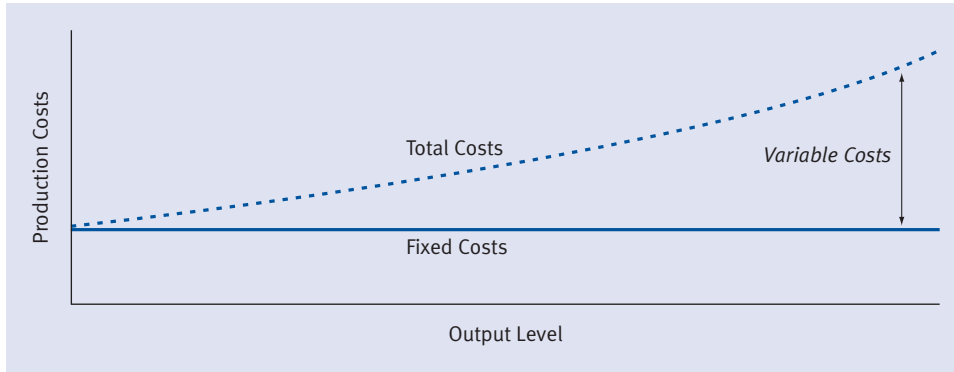 Production Costs
Total Costs
Variable Costs
Fixed Costs
Output Level